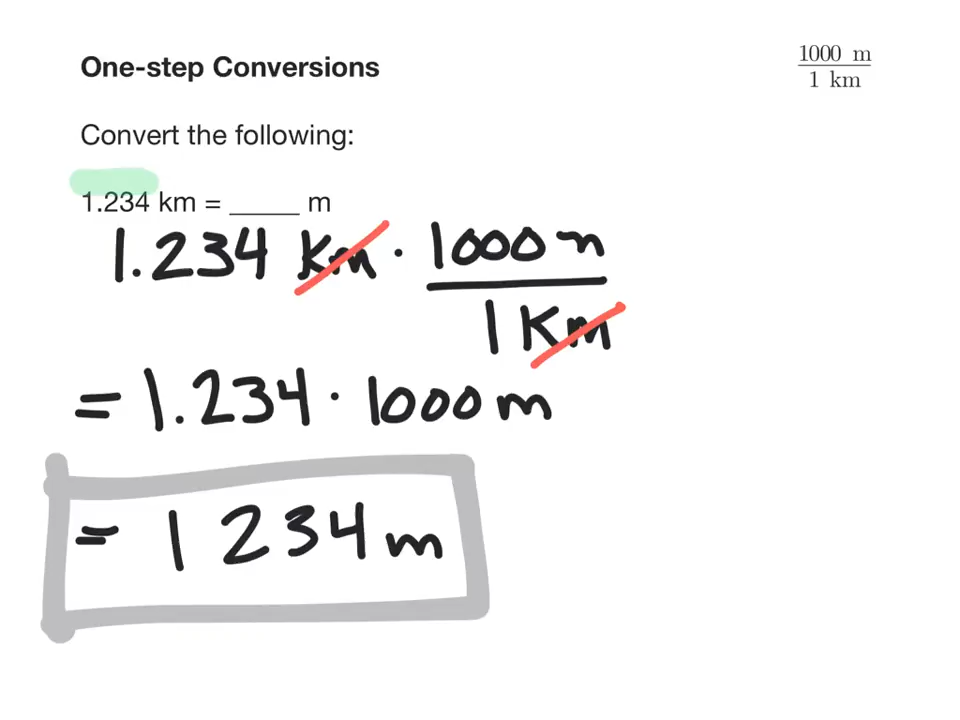 One-step Conversions
1000 m
1 km
Convert the following:
1.234 km = _____ m
1.234 km · 1000 m
1 km
= 1.234 · 1000 m
= 1234 m